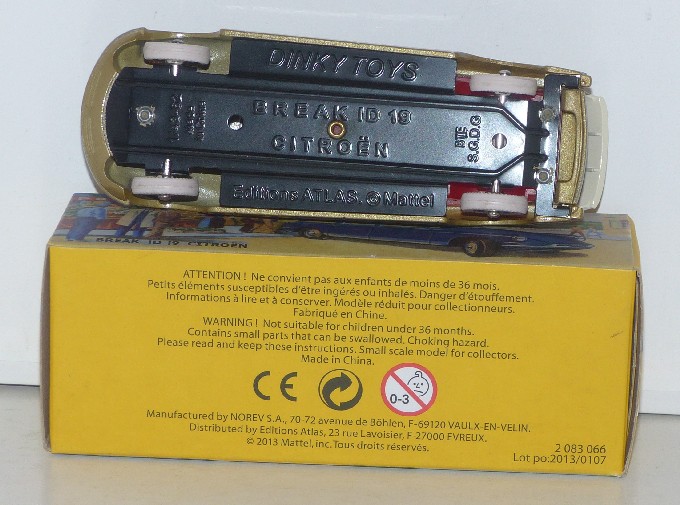 DINKY TOYS
BREAK ID 19
CITROËN
S.G.D.G
Editions ATLAS. © Mattel
BREAK ID 19 CITROËN
ATTENTION ! Ne convient pas aux enfants de moins de 36 mois.
Petits éléments susceptibles d'être ingérés ou inhalés. Danger d'étouffement.
Informations à lire et à conserver. Modèle réduit pour collectionneurs.
Fabriqué en Chine.
WARNING ! Not suitable for children under 36 months.
Contains small parts that can be swallowed. Choking hazard.
Please read and keep these instructions. Small scale model for collectors.
Made in China.
CE
0-3
Manufactured by NOREV S.A., 70-72 avenue de Böhlen, F-69120 VAULX-EN-VELIN.
Distributed by Editions Atlas, 23 rue Lavoisier, F 27000 EVREUX.
© 2013 Mattel, inc. Tous droits réservés.
2 083 066
Lot po:2013/0107